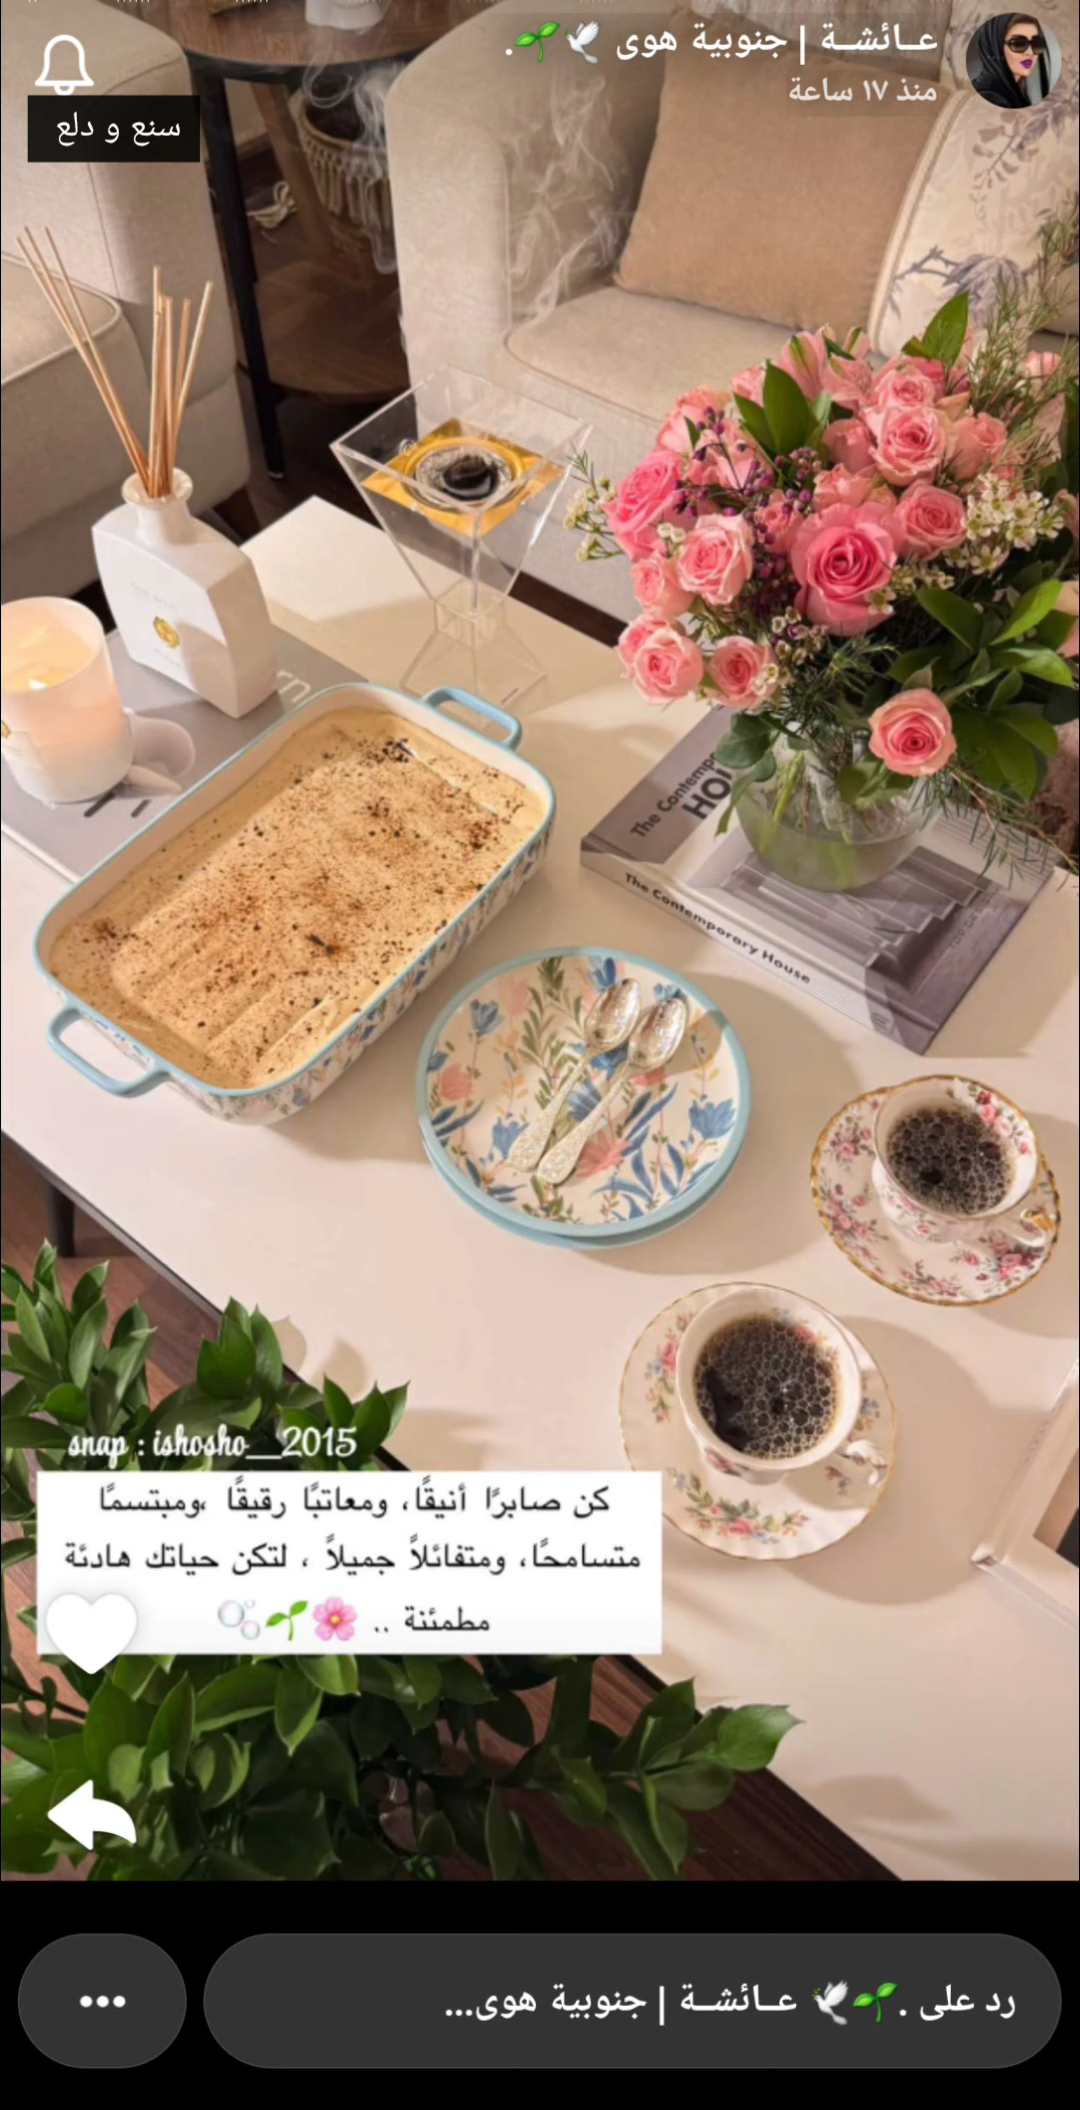 عـائشـة | جنوبية هوى 🕊️🌱.
منذ ١٧ ساعة
سنع و دلع
The Contemporary House
snap : ishosho__2015
كن صابرًا أنيقًا، ومعاتبًا رقيقًا ،ومبتسمًا
متسامحًا، ومتفائلاً جميلاً ، لتكن حياتك هادئة
مطمئنة .. 🌸🌱🫧
رد على .🌱🕊️ عـائشـة | جنوبية هوى...